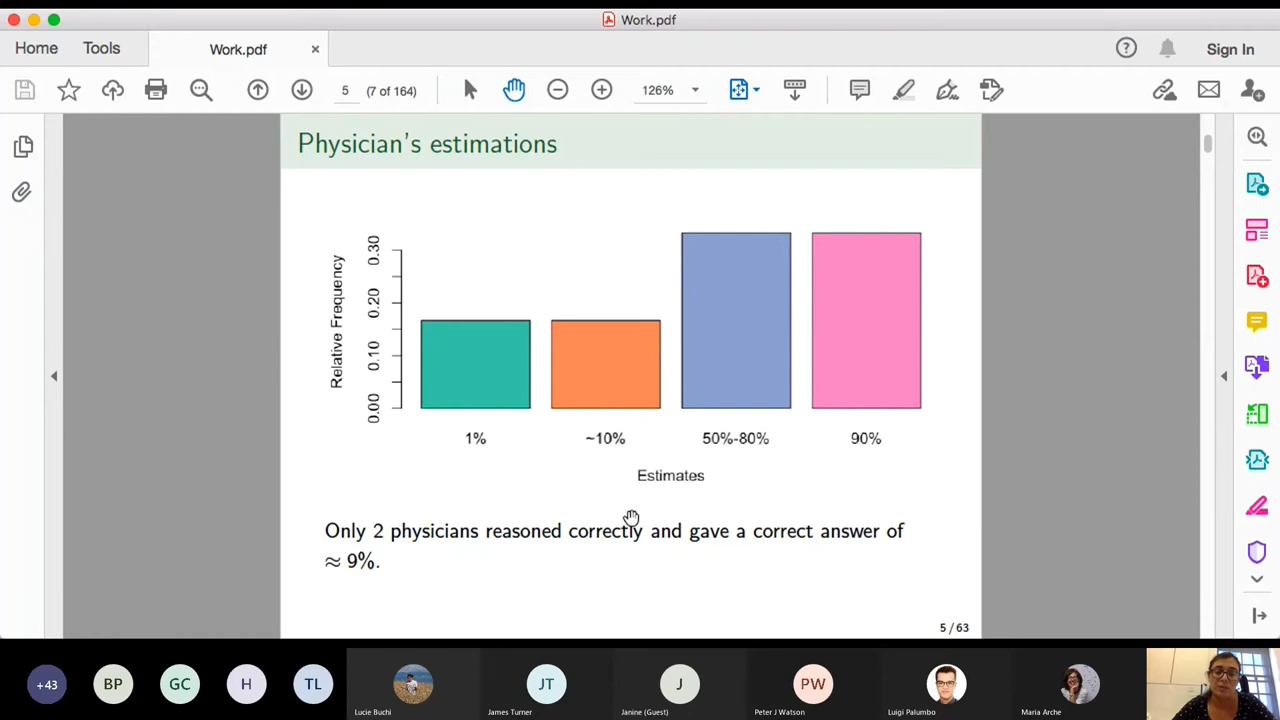 Work.pdf
Home
Tools
Work.pdf
×
Sign In
5
(7 of 164)
126%
Physician's estimations
Relative Frequency
0.30
0.20
0.10
0.00
1%
~10%
50%-80%
90%
Estimates
Only 2 physicians reasoned correctly and gave a correct answer of
≈ 9%.
5 / 63
+43
BP
GC
H
TL
JT
J
PW
Lucie Buchi
James Turner
Janine (Guest)
Peter J Watson
Luigi Palumbo
Maria Arche